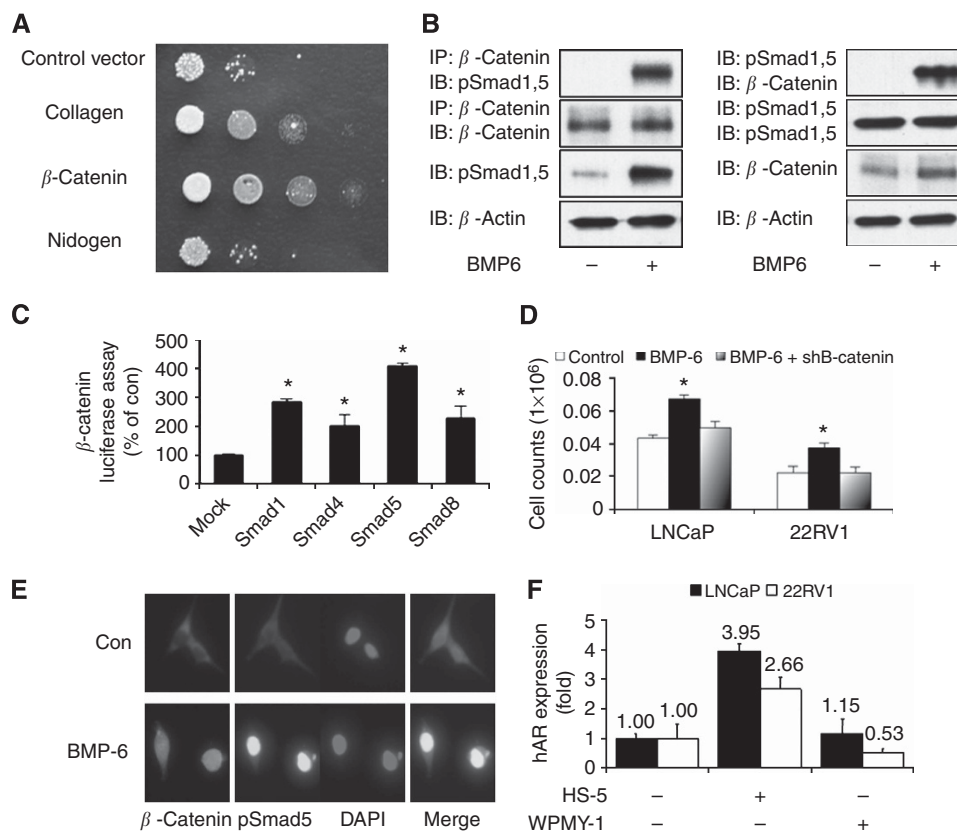 A
Control vector
Collagen
β-Catenin
Nidogen
B
IP: β -Catenin
IB: pSmad1,5
IP: β -Catenin
IB: β -Catenin
IB: pSmad1,5
IB: β -Actin
BMP6 – +
IB: pSmad1,5
IB: β -Catenin
IB: pSmad1,5
IB: pSmad1,5
IB: β -Catenin
IB: β -Actin
BMP6 – +
C
β-catenin
luciferase assay
(% of con)
500
400
300
200
100
0
* * * *
Mock Smad1 Smad4 Smad5 Smad8
D
Control BMP-6 BMP-6 + shB-catenin
Cell counts (1×10⁶)
0.08
0.06
0.04
0.02
0
* *
LNCaP 22RV1
E
Con
BMP-6
β -Catenin pSmad5 DAPI Merge
F
LNCaP 22RV1
hAR expression
(fold)
5
4
3
2
1
0
1.00 1.00 3.95 2.66 1.15 0.53
HS-5 – + –
WPMY-1 – – +